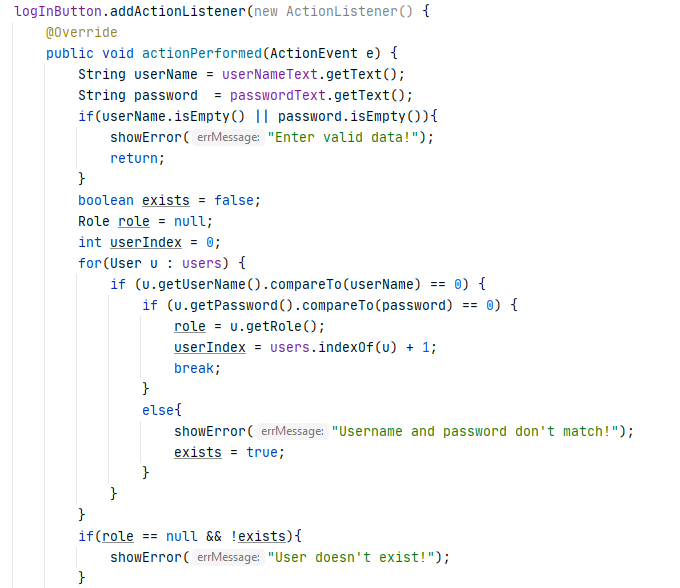 logInButton.addActionListener(new ActionListener() {
@Override
public void actionPerformed(ActionEvent e) {
String userName = userNameText.getText();
String password  = passwordText.getText();
if(userName.isEmpty() || password.isEmpty()){
showError( errMessage: "Enter valid data!");
return;
}
boolean exists = false;
Role role = null;
int userIndex = 0;
for(User u : users) {
if (u.getUserName().compareTo(userName) == 0) {
if (u.getPassword().compareTo(password) == 0) {
role = u.getRole();
userIndex = users.indexOf(u) + 1;
break;
}
else{
showError( errMessage: "Username and password don't match!");
exists = true;
}
}
}
if(role == null && !exists){
showError( errMessage: "User doesn't exist!");
}